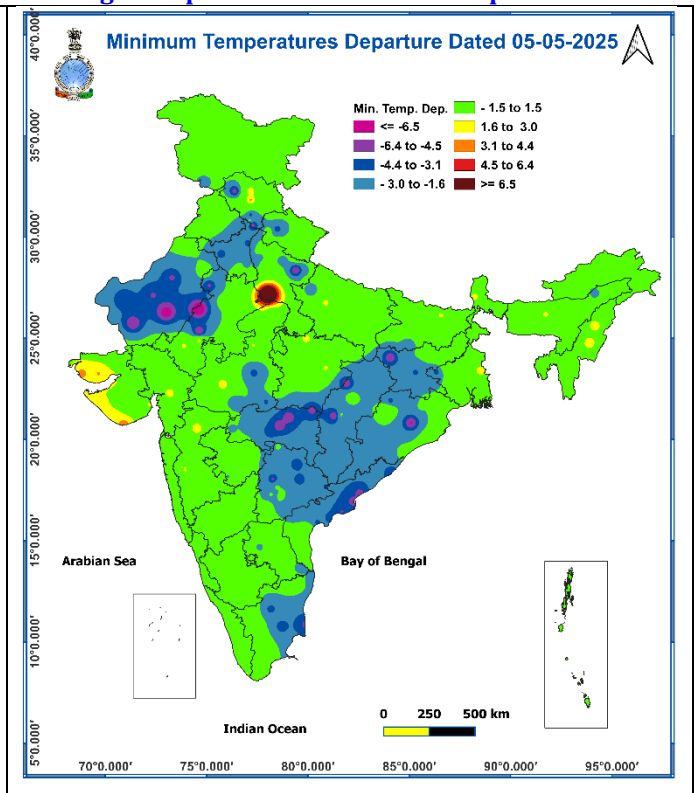 Minimum Temperatures Departure Dated 05-05-2025
Min. Temp. Dep.
<= -6.5
-6.4 to -4.5
-4.4 to -3.1
- 3.0 to -1.6
- 1.5 to 1.5
1.6 to 3.0
3.1 to 4.4
4.5 to 6.4
>= 6.5
40°0.000'
35°0.000'
30°0.000'
25°0.000'
20°0.000'
15°0.000'
10°0.000'
5°0.000'
Arabian Sea
Bay of Bengal
Indian Ocean
0 250 500 km
70°0.000' 75°0.000' 80°0.000' 85°0.000' 90°0.000' 95°0.000'